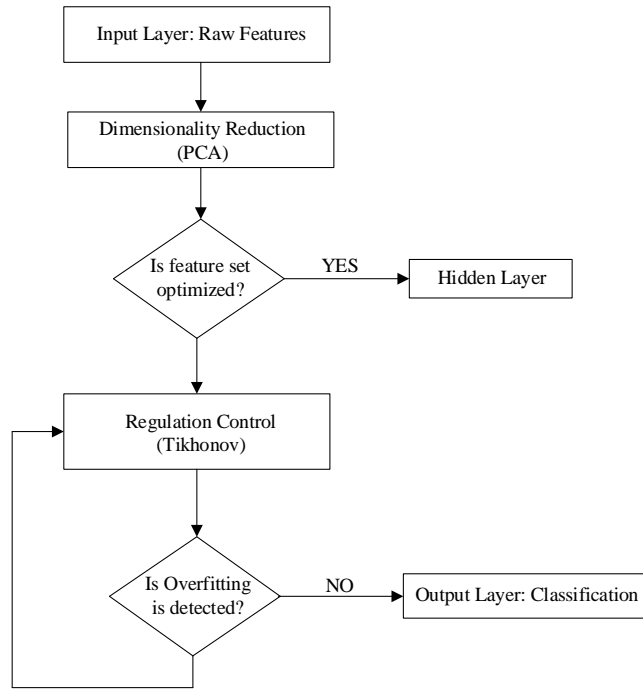 Input Layer: Raw Features
Dimensionality Reduction
(PCA)
Is feature set
optimized?
YES
Hidden Layer
Regulation Control
(Tikhonov)
Is Overfitting
is detected?
NO
Output Layer: Classification